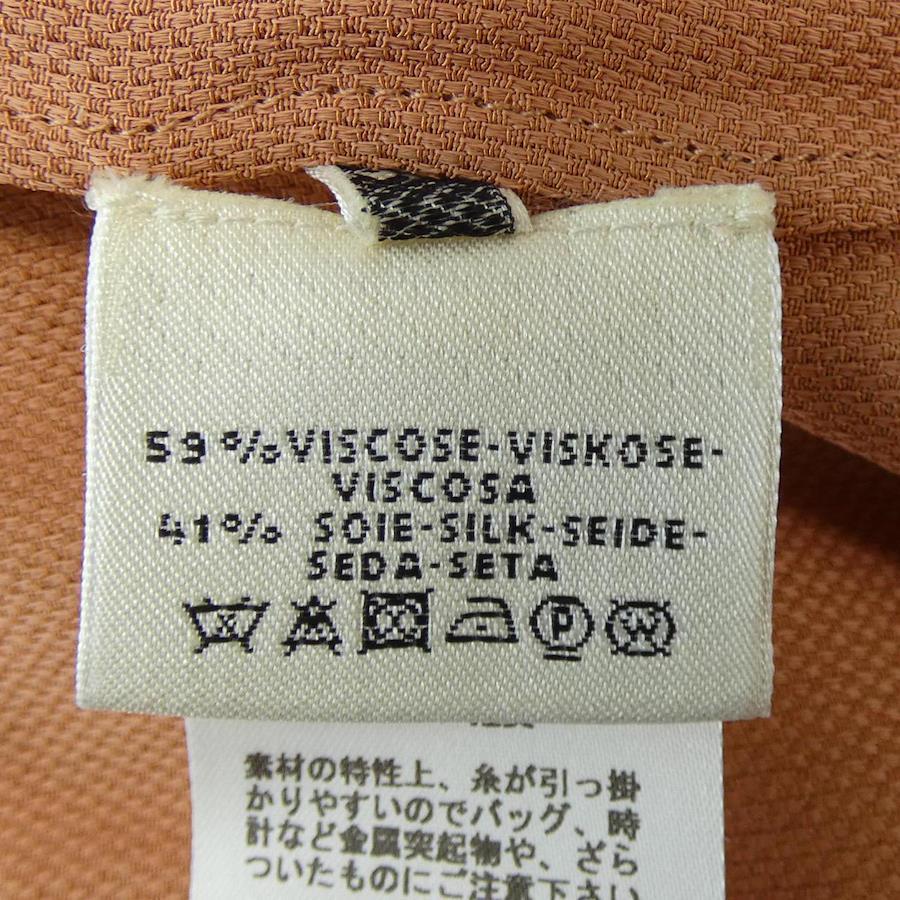 59%VISCOSE-VISKOSE-
VISCOSA
41% SOIE-SILK-SEIDE-
SEDA-SETA
P W
素材の特性上、糸が引っ掛
かりやすいのでバッグ、時
計など金属突起物や、ざら
ついたものにご注意下さい